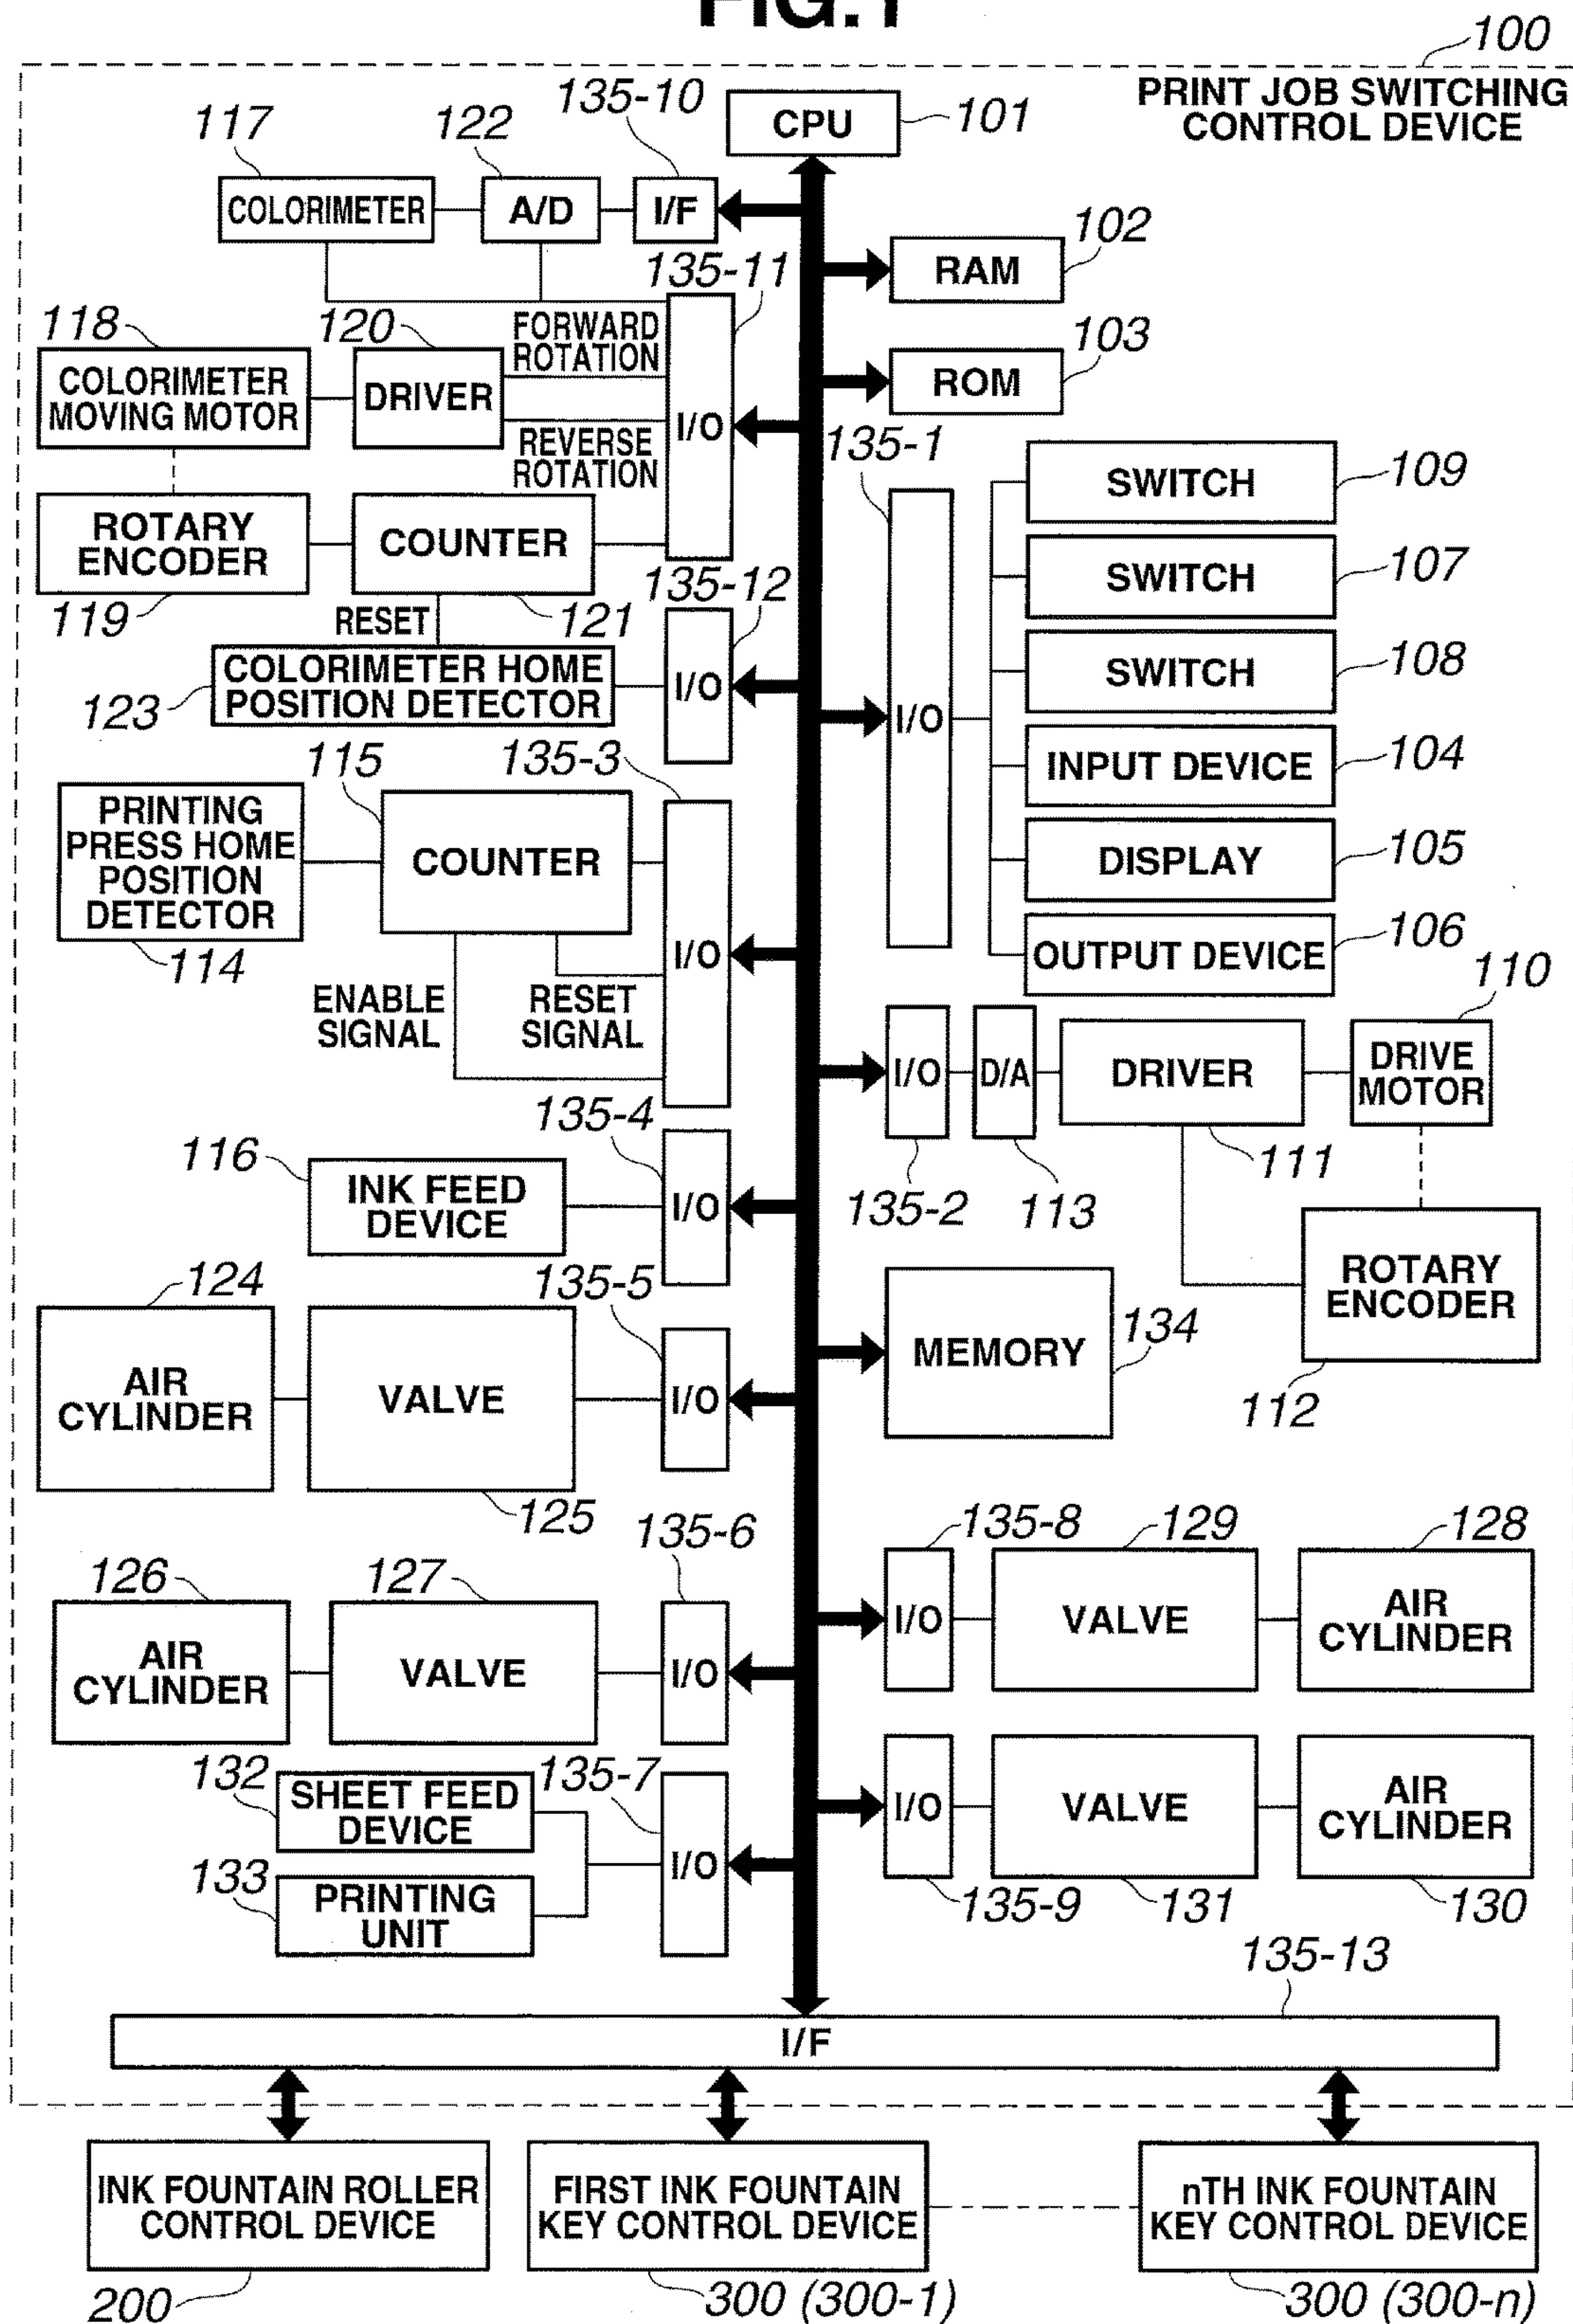 FIG.1
100
PRINT JOB SWITCHING
CONTROL DEVICE
CPU
101
117
122
135-10
COLORIMETER
A/D
I/F
RAM
102
135-11
ROM
103
118
120
FORWARD
ROTATION
COLORIMETER
MOVING MOTOR
DRIVER
I/O
REVERSE
ROTATION
ROTARY
ENCODER
COUNTER
119
RESET
121
135-12
COLORIMETER HOME
POSITION DETECTOR
I/O
123
135-1
I/O
SWITCH
109
SWITCH
107
SWITCH
108
INPUT DEVICE
104
DISPLAY
105
OUTPUT DEVICE
106
115
135-3
PRINTING
PRESS HOME
POSITION
DETECTOR
COUNTER
I/O
114
ENABLE
SIGNAL
RESET
SIGNAL
110
I/O
D/A
DRIVER
DRIVE
MOTOR
135-2
113
111
ROTARY
ENCODER
112
135-4
116
INK FEED
DEVICE
I/O
MEMORY
134
124
135-5
AIR
CYLINDER
VALVE
I/O
125
126
127
135-6
AIR
CYLINDER
VALVE
I/O
135-8
129
128
I/O
VALVE
AIR
CYLINDER
132
135-7
SHEET FEED
DEVICE
I/O
133
PRINTING
UNIT
I/O
VALVE
AIR
CYLINDER
135-9
131
130
135-13
I/F
INK FOUNTAIN ROLLER
CONTROL DEVICE
FIRST INK FOUNTAIN
KEY CONTROL DEVICE
nTH INK FOUNTAIN
KEY CONTROL DEVICE
200
300 (300-1)
300 (300-n)